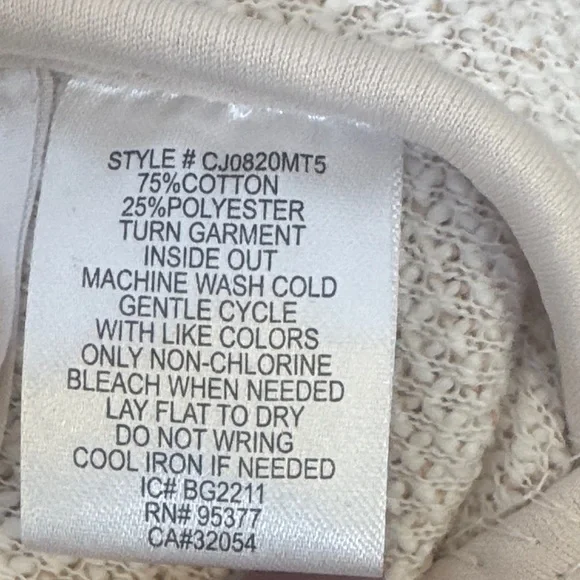 STYLE # CJ0820MT5
75%COTTON
25%POLYESTER
TURN GARMENT
INSIDE OUT
MACHINE WASH COLD
GENTLE CYCLE
WITH LIKE COLORS
ONLY NON-CHLORINE
BLEACH WHEN NEEDED
LAY FLAT TO DRY
DO NOT WRING
COOL IRON IF NEEDED
IC# BG2211
RN# 95377
CA#32054